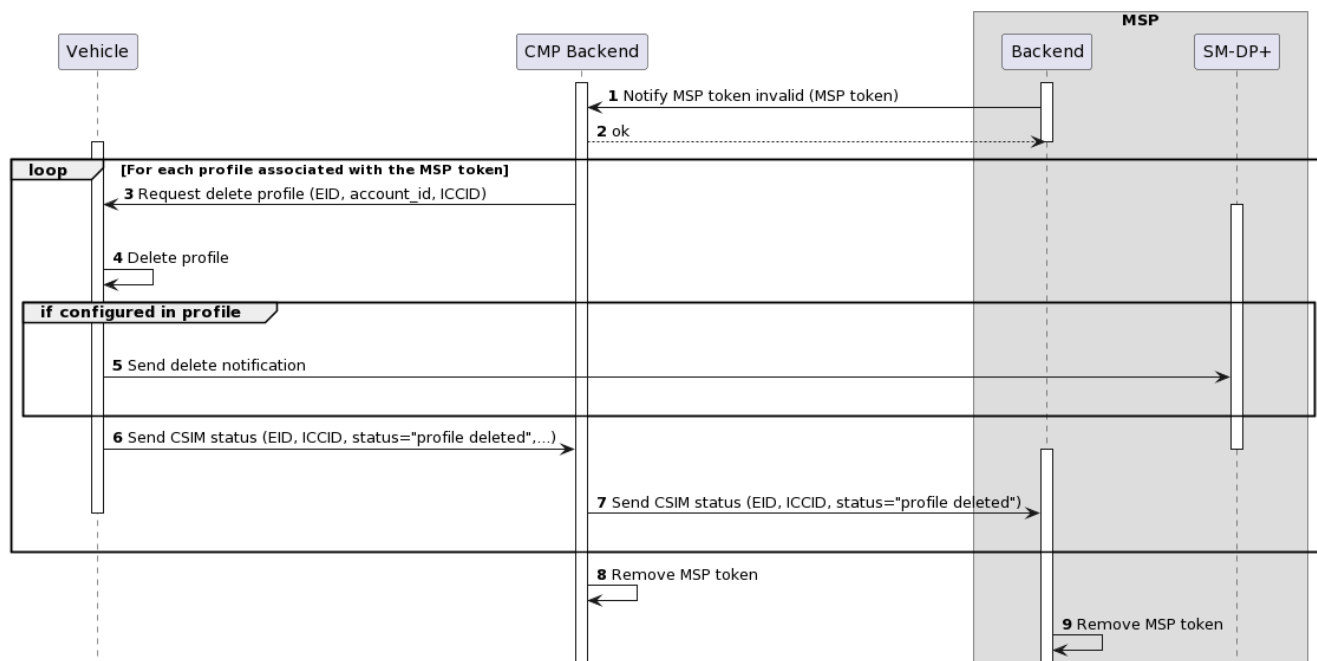 MSP
Vehicle
CMP Backend
Backend
SM-DP+
1 Notify MSP token invalid (MSP token)
2 ok
loop [For each profile associated with the MSP token]
3 Request delete profile (EID, account_id, ICCID)
4 Delete profile
if configured in profile
5 Send delete notification
6 Send CSIM status (EID, ICCID, status="profile deleted",...)
7 Send CSIM status (EID, ICCID, status="profile deleted")
8 Remove MSP token
9 Remove MSP token